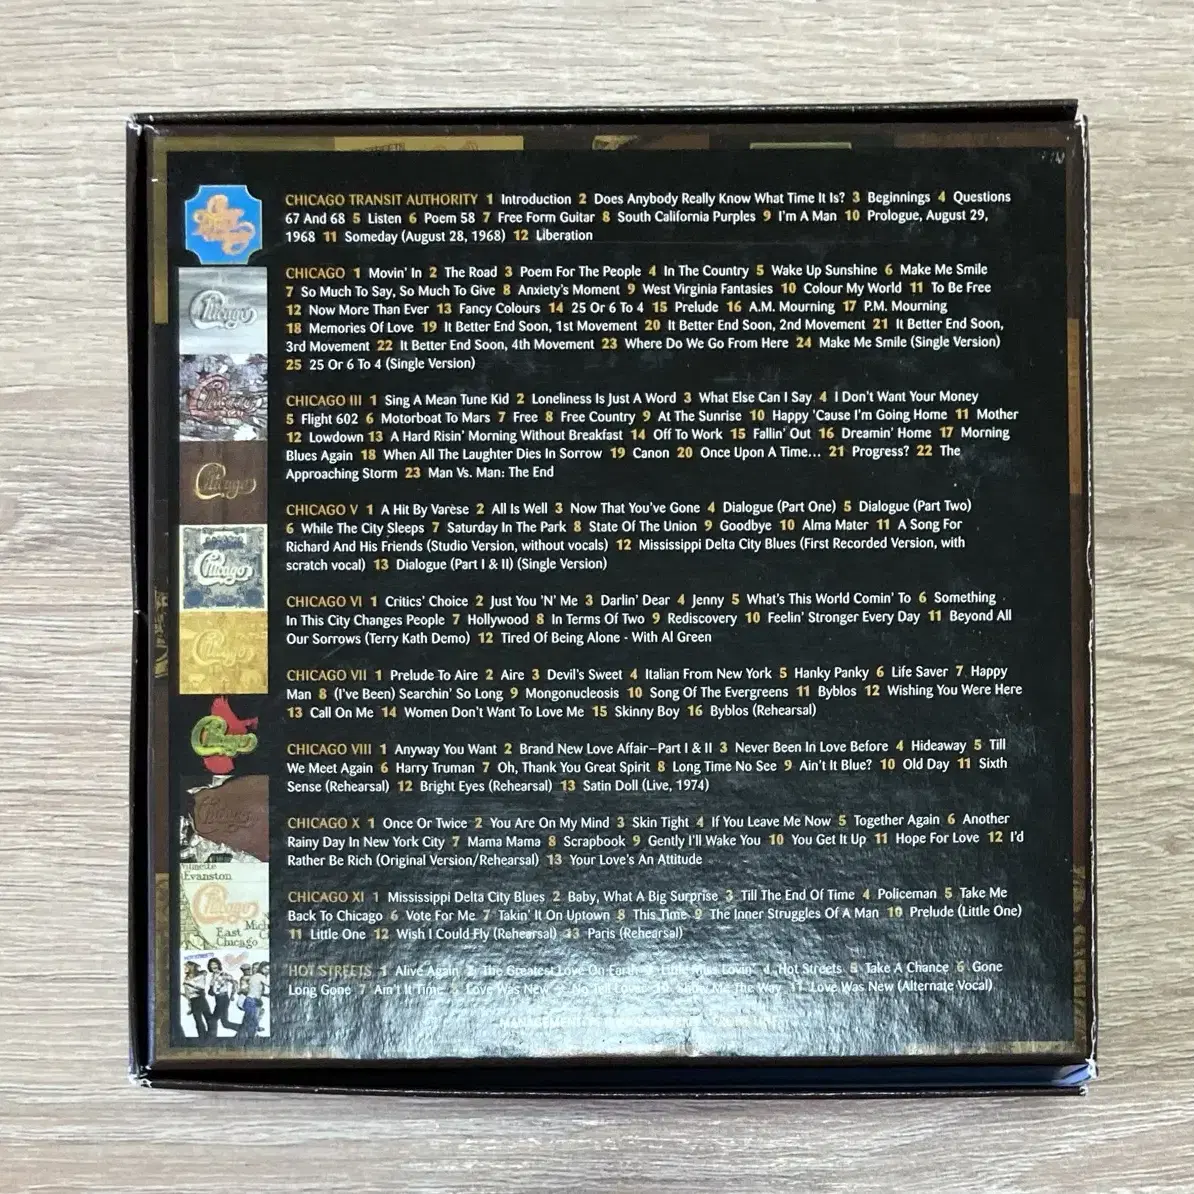 CHICAGO TRANSIT AUTHORITY 1 Introduction 2 Does Anybody Really Know What Time It Is? 3 Beginnings 4 Questions
67 And 68 5 Listen 6 Poem 58 7 Free Form Guitar 8 South California Purples 9 I'm A Man 10 Prologue, August 29,
1968 11 Someday (August 28, 1968) 12 Liberation
CHICAGO 1 Movin' In 2 The Road 3 Poem For The People 4 In The Country 5 Wake Up Sunshine 6 Make Me Smile
7 So Much To Say, So Much To Give 8 Anxiety's Moment 9 West Virginia Fantasies 10 Colour My World 11 To Be Free
12 Now More Than Ever 13 Fancy Colours 14 25 Or 6 To 4 15 Prelude 16 A.M. Mourning 17 P.M. Mourning
18 Memories Of Love 19 It Better End Soon, 1st Movement 20 It Better End Soon, 2nd Movement 21 It Better End Soon,
3rd Movement 22 It Better End Soon, 4th Movement 23 Where Do We Go From Here 24 Make Me Smile (Single Version)
25 25 Or 6 To 4 (Single Version)
CHICAGO III 1 Sing A Mean Tune Kid 2 Loneliness Is Just A Word 3 What Else Can I Say 4 I Don't Want Your Money
5 Flight 602 6 Motorboat To Mars 7 Free 8 Free Country 9 At The Sunrise 10 Happy 'Cause I'm Going Home 11 Mother
12 Lowdown 13 A Hard Risin' Morning Without Breakfast 14 Off To Work 15 Fallin' Out 16 Dreamin' Home 17 Morning
Blues Again 18 When All The Laughter Dies In Sorrow 19 Canon 20 Once Upon A Time... 21 Progress? 22 The
Approaching Storm 23 Man Vs. Man: The End
CHICAGO V 1 A Hit By Varèse 2 All Is Well 3 Now That You've Gone 4 Dialogue (Part One) 5 Dialogue (Part Two)
6 While The City Sleeps 7 Saturday In The Park 8 State Of The Union 9 Goodbye 10 Alma Mater 11 A Song For
Richard And His Friends (Studio Version, without vocals) 12 Mississippi Delta City Blues (First Recorded Version, with
scratch vocal) 13 Dialogue (Part I & II) (Single Version)
CHICAGO VI 1 Critics' Choice 2 Just You 'N' Me 3 Darlin' Dear 4 Jenny 5 What's This World Comin' To 6 Something
In This City Changes People 7 Hollywood 8 In Terms Of Two 9 Rediscovery 10 Feelin' Stronger Every Day 11 Beyond All
Our Sorrows (Terry Kath Demo) 12 Tired Of Being Alone - With Al Green
CHICAGO VII 1 Prelude To Aire 2 Aire 3 Devil's Sweet 4 Italian From New York 5 Hanky Panky 6 Life Saver 7 Happy
Man 8 (I've Been) Searchin' So Long 9 Mongonucleosis 10 Song Of The Evergreens 11 Byblos 12 Wishing You Were Here
13 Call On Me 14 Women Don't Want To Love Me 15 Skinny Boy 16 Byblos (Rehearsal)
CHICAGO VIII 1 Anyway You Want 2 Brand New Love Affair—Part I & II 3 Never Been In Love Before 4 Hideaway 5 Till
We Meet Again 6 Harry Truman 7 Oh, Thank You Great Spirit 8 Long Time No See 9 Ain't It Blue? 10 Old Day 11 Sixth
Sense (Rehearsal) 12 Bright Eyes (Rehearsal) 13 Satin Doll (Live, 1974)
CHICAGO X 1 Once Or Twice 2 You Are On My Mind 3 Skin Tight 4 If You Leave Me Now 5 Together Again 6 Another
Rainy Day In New York City 7 Mama Mama 8 Scrapbook 9 Gently I'll Wake You 10 You Get It Up 11 Hope For Love 12 I'd
Rather Be Rich (Original Version/Rehearsal) 13 Your Love's An Attitude
CHICAGO XI 1 Mississippi Delta City Blues 2 Baby, What A Big Surprise 3 Till The End Of Time 4 Policeman 5 Take Me
Back To Chicago 6 Vote For Me 7 Takin' It On Uptown 8 This Time 9 The Inner Struggles Of A Man 10 Prelude (Little One)
11 Little One 12 Wish I Could Fly (Rehearsal) 13 Paris (Rehearsal)
HOT STREETS 1 Alive Again 2 The Greatest Love On Earth 3 Little Miss Lovin' 4 Hot Streets 5 Take A Chance 6 Gone
Long Gone 7 Ain't It Time 8 Love Was New 9 No Tell Lover 10 Show Me The Way 11 Love Was New (Alternate Vocal)
MANAGEMENT
Chicago
Chicago
Chicago
Chicago
Chicago
Chicago
Chicago
Evanston
Chicago
East
Chicago